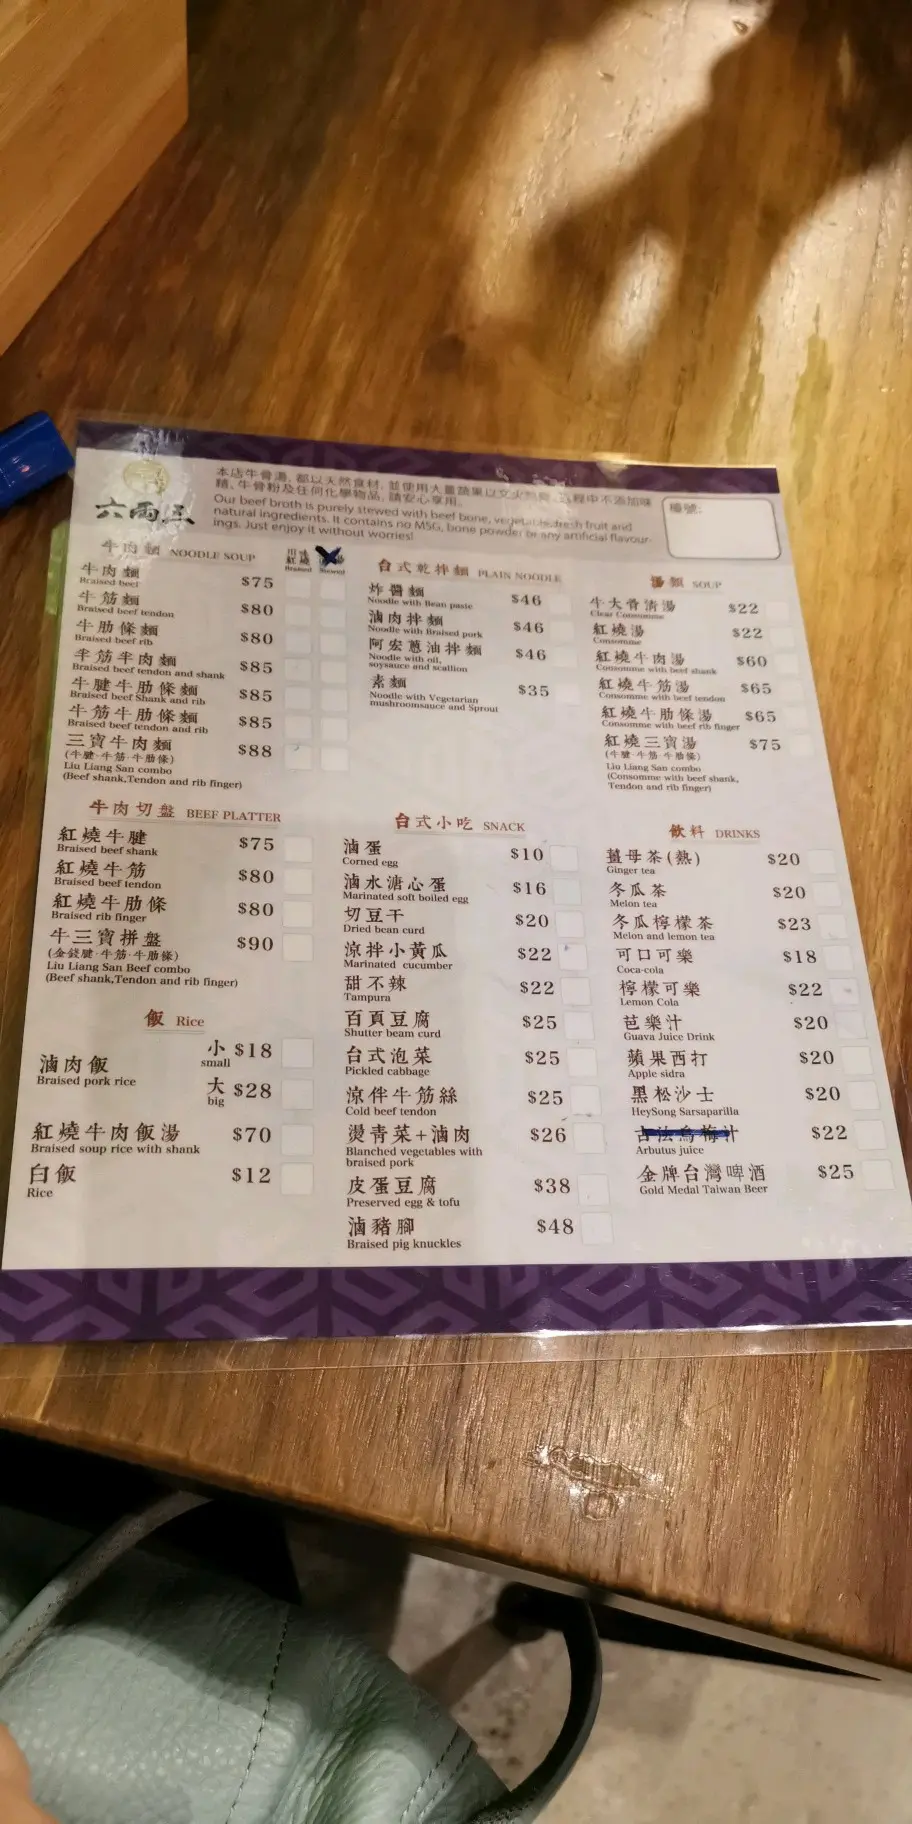 六兩三
本店牛骨湯,都以天然食材,並使用大量蔬果以文火熬煮,過程中不添加味
精、牛骨粉及任何化學物品,請安心享用。
Our beef broth is purely stewed with beef bone, vegetable, fresh fruit and
natural ingredients. It contains no MSG, bone powder or any artificial flavour-
ings. Just enjoy it without worries!
檯號:
牛肉麵 NOODLE SOUP
紅燒
Braised
Stewed
牛肉麵 $75
Braised beef
牛筋麵 $80
Braised beef tendon
牛肋條麵 $80
Braised beef rib
半筋半肉麵 $85
Braised beef tendon and shank
牛腱牛肋條麵 $85
Braised beef Shank and rib
牛筋牛肋條麵 $85
Braised beef tendon and rib
三寶牛肉麵 $88
(牛腱·牛筋·牛肋條)
Liu Liang San combo
(Beef shank,Tendon and rib finger)
台式乾拌麵 PLAIN NOODLE
炸醬麵 $46
Noodle with Bean paste
滷肉拌麵 $46
Noodle with Braised pork
阿宏蔥油拌麵 $46
Noodle with oil,
soysauce and scallion
素麵 $35
Noodle with Vegetarian
mushroomsauce and Sprout
湯類 SOUP
牛大骨清湯 $22
Clear Consomme
紅燒湯 $22
Consomme
紅燒牛肉湯 $60
Consomme with beef shank
紅燒牛筋湯 $65
Consomme with beef tendon
紅燒牛肋條湯 $65
Consomme with beef rib finger
紅燒三寶湯 $75
(牛腱·牛筋·牛肋條)
Liu Liang San combo
(Consomme with beef shank,
Tendon and rib finger)
牛肉切盤 BEEF PLATTER
紅燒牛腱 $75
Braised beef shank
紅燒牛筋 $80
Braised beef tendon
紅燒牛肋條 $80
Braised rib finger
牛三寶拼盤 $90
(金錢腱·牛筋·牛肋條)
Liu Liang San Beef combo
(Beef shank,Tendon and rib finger)
飯 Rice
滷肉飯 小 $18
Braised pork rice small
大 $28
big
紅燒牛肉飯湯 $70
Braised soup rice with shank
白飯 $12
Rice
台式小吃 SNACK
滷蛋 $10
Corned egg
滷水溏心蛋 $16
Marinated soft boiled egg
切豆干 $20
Dried bean curd
涼拌小黃瓜 $22
Marinated cucumber
甜不辣 $22
Tampura
百頁豆腐 $25
Shutter beam curd
台式泡菜 $25
Pickled cabbage
涼伴牛筋絲 $25
Cold beef tendon
燙青菜+滷肉 $26
Blanched vegetables with
braised pork
皮蛋豆腐 $38
Preserved egg & tofu
滷豬腳 $48
Braised pig knuckles
飲料 DRINKS
薑母茶(熱) $20
Ginger tea
冬瓜茶 $20
Melon tea
冬瓜檸檬茶 $23
Melon and lemon tea
可口可樂 $18
Coca-cola
檸檬可樂 $22
Lemon Cola
芭樂汁 $20
Guava Juice Drink
蘋果西打 $20
Apple sidra
黑松沙士 $20
HeySong Sarsaparilla
古法烏梅汁 $22
Arbutus juice
金牌台灣啤酒 $25
Gold Medal Taiwan Beer